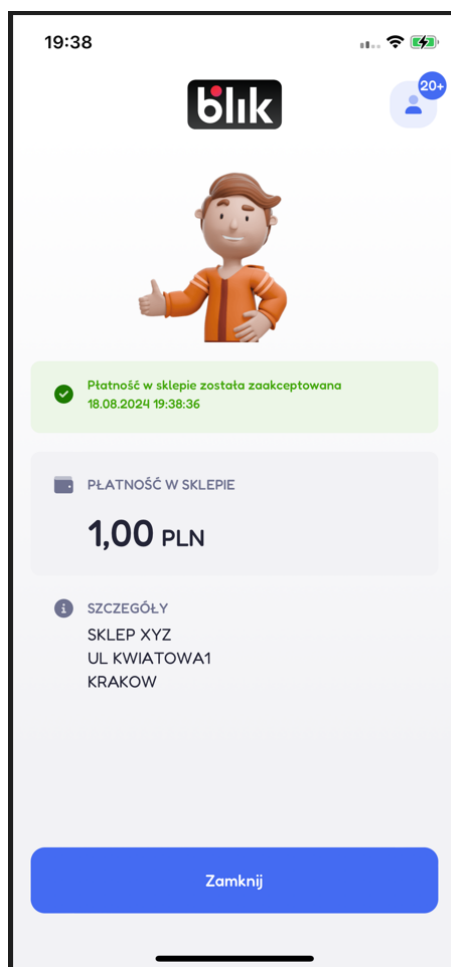 19:38
blik
20+
Płatność w sklepie została zaakceptowana
18.08.2024 19:38:36
PŁATNOŚĆ W SKLEPIE
1,00 PLN
SZCZEGÓŁY
SKLEP XYZ
UL KWIATOWA1
KRAKOW
Zamknij